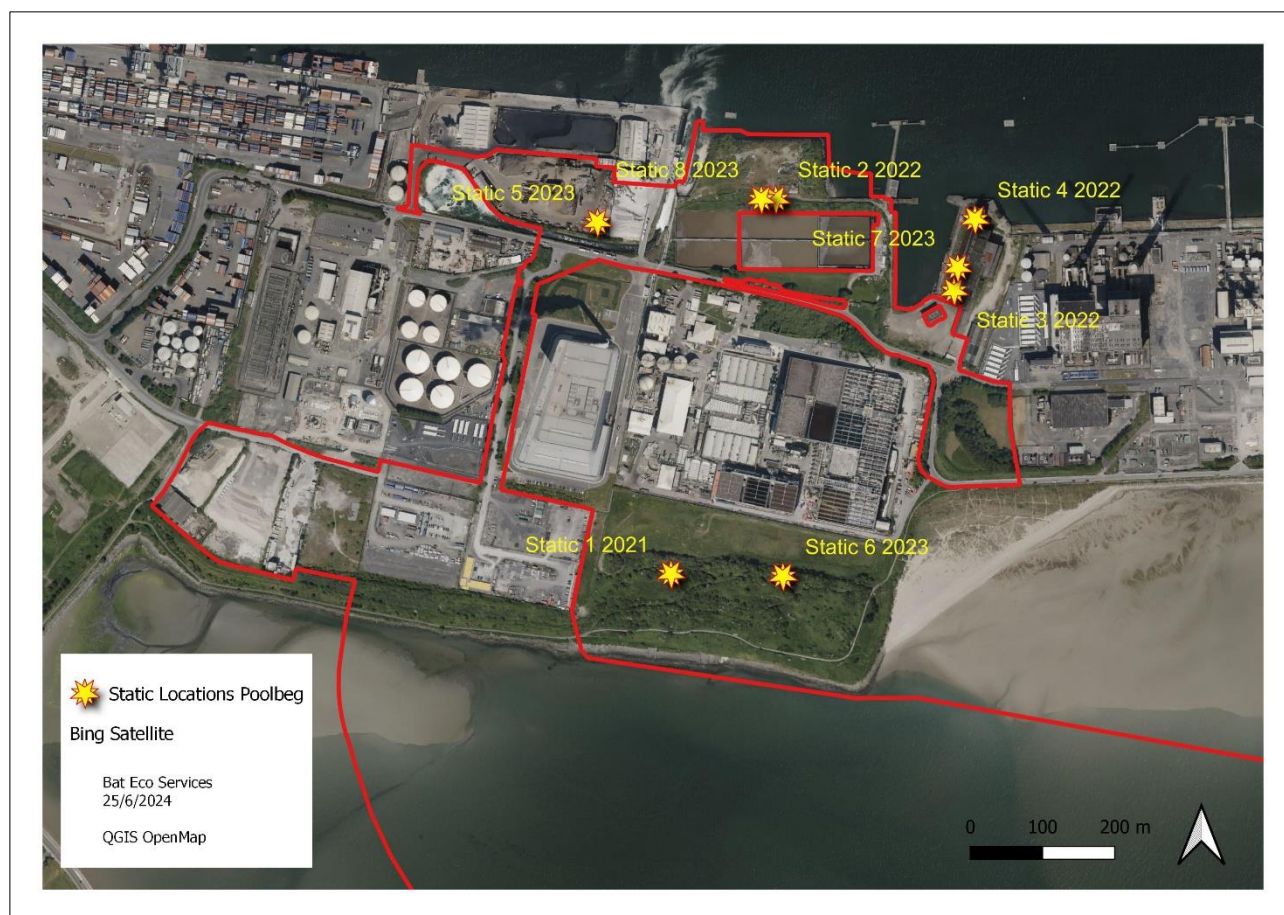 Static 8 2023
Static 2 2022
Static 5 2023
Static 4 2022
Static 7 2023
Static 3 2022
Static 1 2021
Static 6 2023
Static Locations Poolbeg
Bing Satellite
Bat Eco Services
25/6/2024
QGIS OpenMap
0 100 200 m